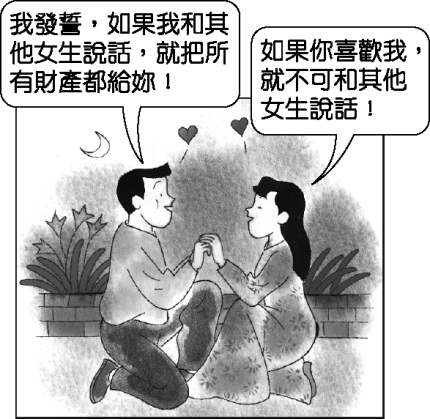 我發誓，如果我和其
他女生說話，就把所
有財產都給妳！
如果你喜歡我，
就不可和其他
女生說話！